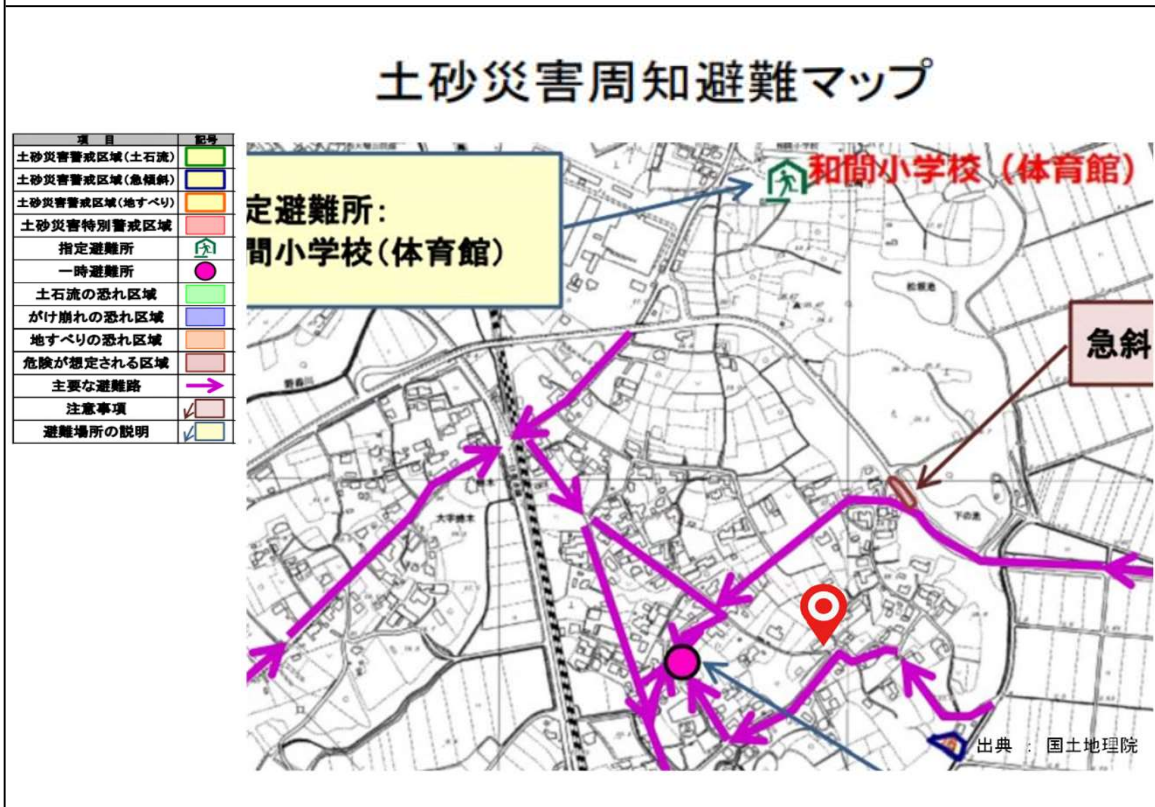 土砂災害周知避難マップ
項 目 記号
土砂災害警戒区域(土石流)
土砂災害警戒区域(急傾斜)
土砂災害警戒区域(地すべり)
土砂災害特別警戒区域
指定避難所
一時避難所
土石流の恐れ区域
がけ崩れの恐れ区域
地すべりの恐れ区域
危険が想定される区域
主要な避難路
注意事項
避難場所の説明
定避難所:
間小学校(体育館)
和間小学校(体育館)
急斜
松坂池
下の池
出典 : 国土地理院